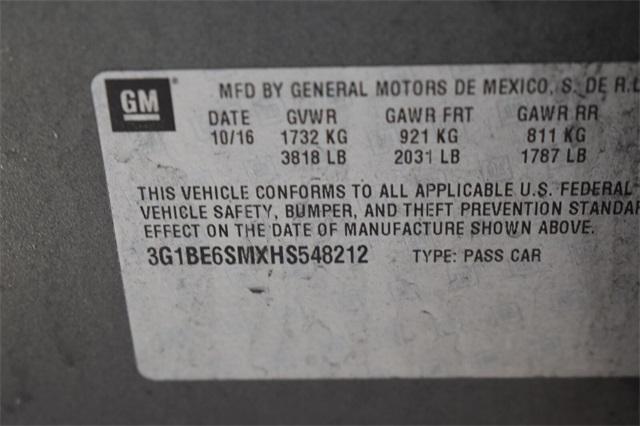 GM
MFD BY GENERAL MOTORS DE MEXICO, S. DE R.L
DATE GVWR GAWR FRT GAWR RR
10/16 1732 KG 921 KG 811 KG
3818 LB 2031 LB 1787 LB
THIS VEHICLE CONFORMS TO ALL APPLICABLE U.S. FEDERAL
VEHICLE SAFETY, BUMPER, AND THEFT PREVENTION STANDAR
EFFECT ON THE DATE OF MANUFACTURE SHOWN ABOVE.
3G1BE6SMXHS548212 TYPE: PASS CAR